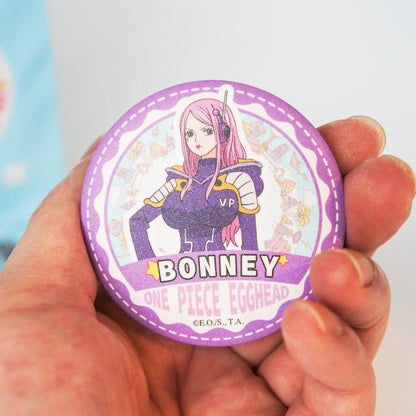 VP
BONNEY
ONE PIECE EGGHEAD
©E.O./S., T.A.